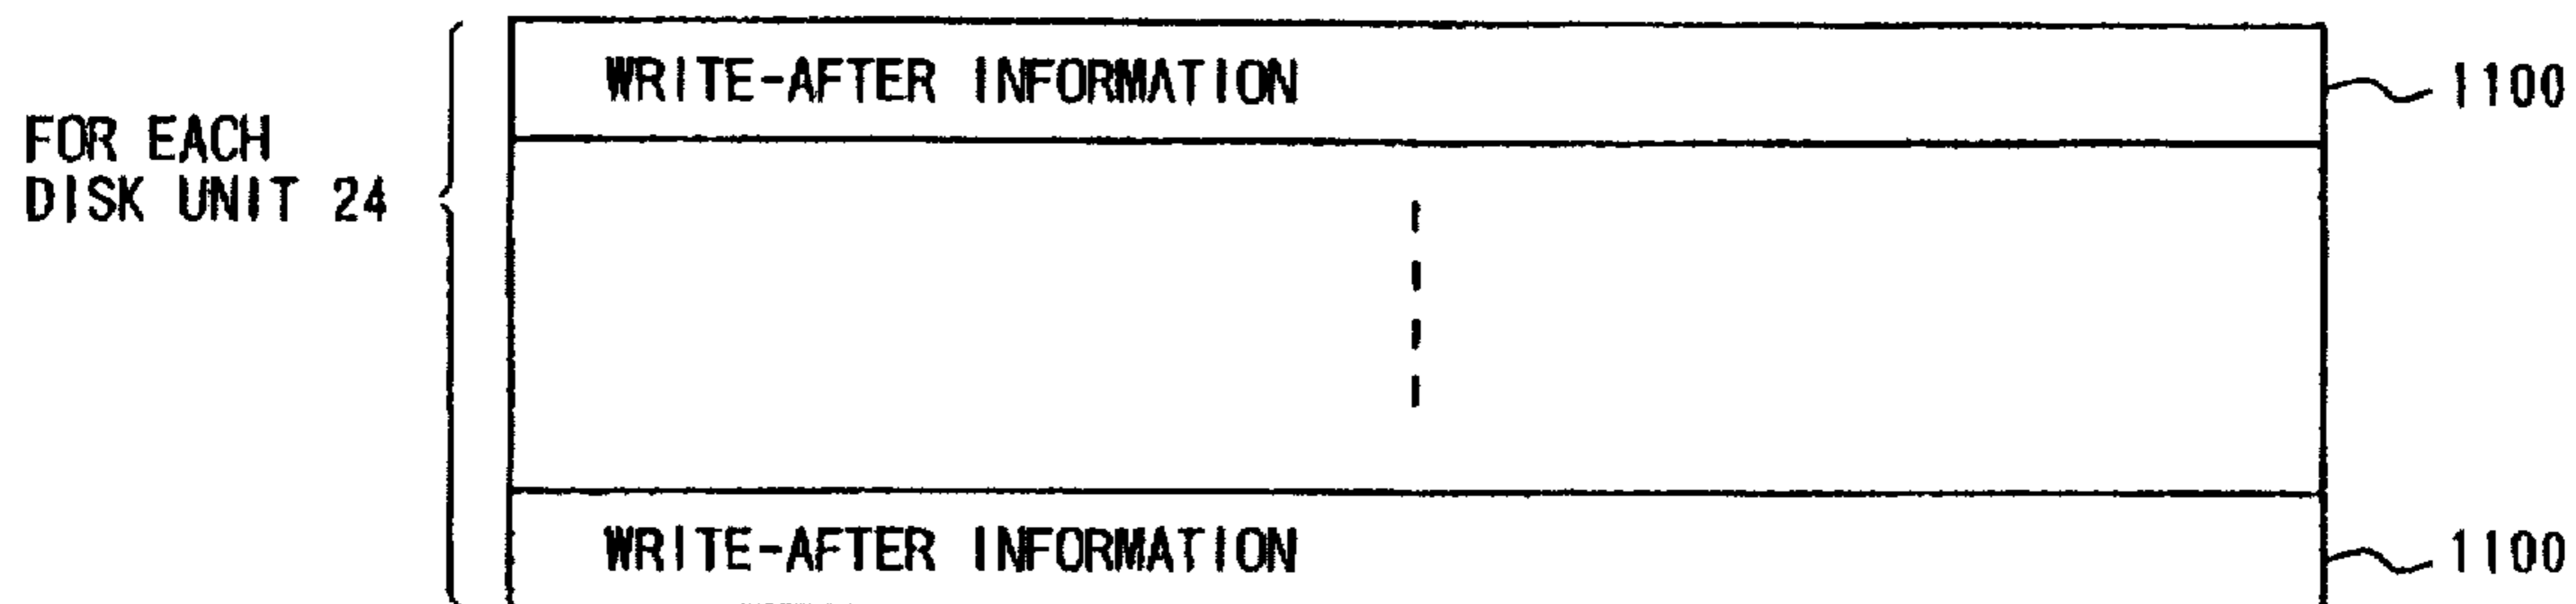 WRITE-AFTER INFORMATION 1100
FOR EACH
DISK UNIT 24
WRITE-AFTER INFORMATION 1100